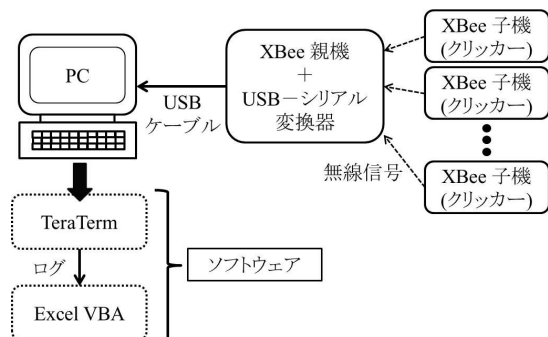 PC
USB
ケーブル
XBee 親機
＋
USB－シリアル
変換器
XBee 子機
(クリッカー)
XBee 子機
(クリッカー)
XBee 子機
(クリッカー)
無線信号
TeraTerm
ログ
Excel VBA
ソフトウェア